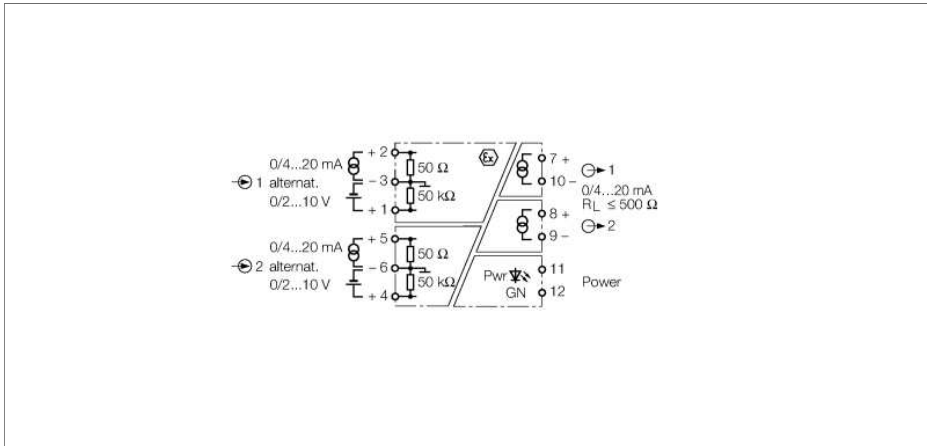 0/4...20 mA
1 alternat.
0/2...10 V
+ 2
– 3
+ 1
50 Ω
50 kΩ
Ex
7 +
10 –
1
0/4...20 mA
RL ≤ 500 Ω
8 +
9 –
2
0/4...20 mA
2 alternat.
0/2...10 V
+ 5
– 6
+ 4
50 Ω
50 kΩ
Pwr
GN
11
12
Power